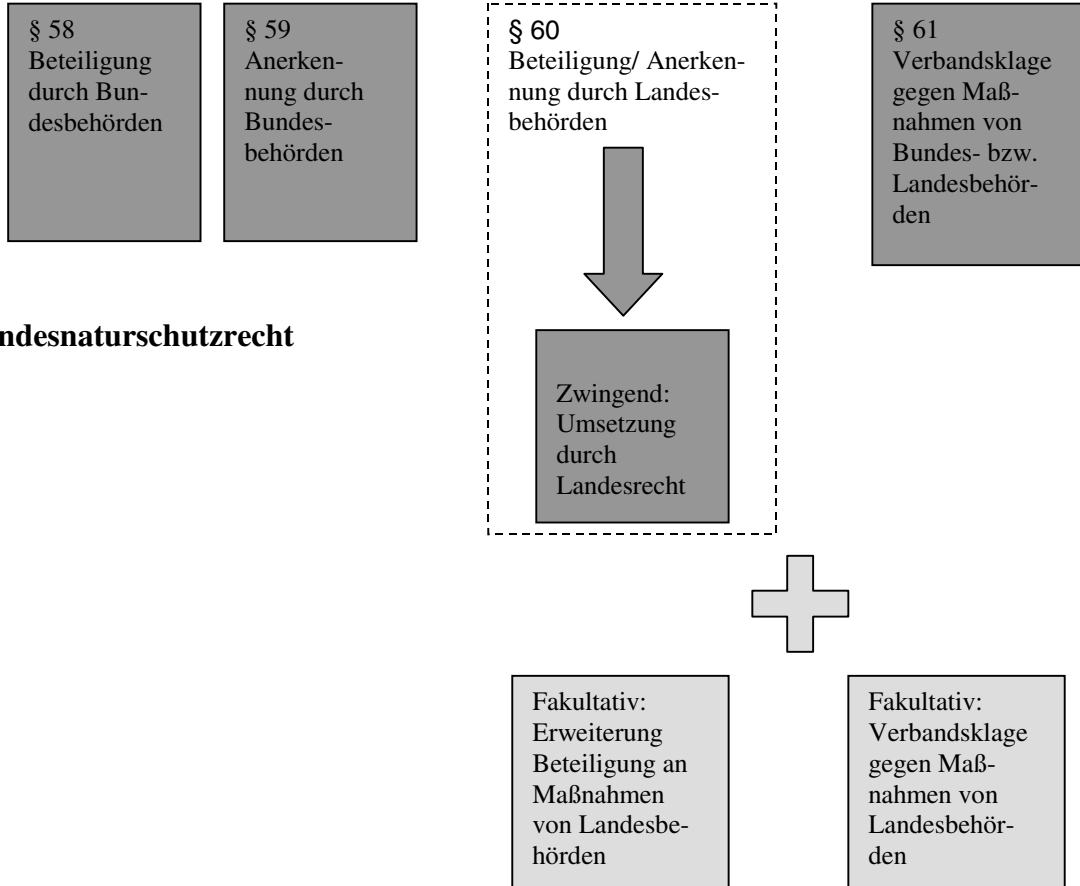 § 58
Beteiligung
durch Bun-
desbehörden
§ 59
Anerken-
nung durch
Bundes-
behörden
§ 60
Beteiligung/ Anerken-
nung durch Landes-
behörden
§ 61
Verbandsklage
gegen Maß-
nahmen von
Bundes- bzw.
Landesbehör-
den
ndesnaturschutzrecht
Zwingend:
Umsetzung
durch
Landesrecht
Fakultativ:
Erweiterung
Beteiligung an
Maßnahmen
von Landesbe-
hörden
Fakultativ:
Verbandsklage
gegen Maß-
nahmen von
Landesbehör-
den